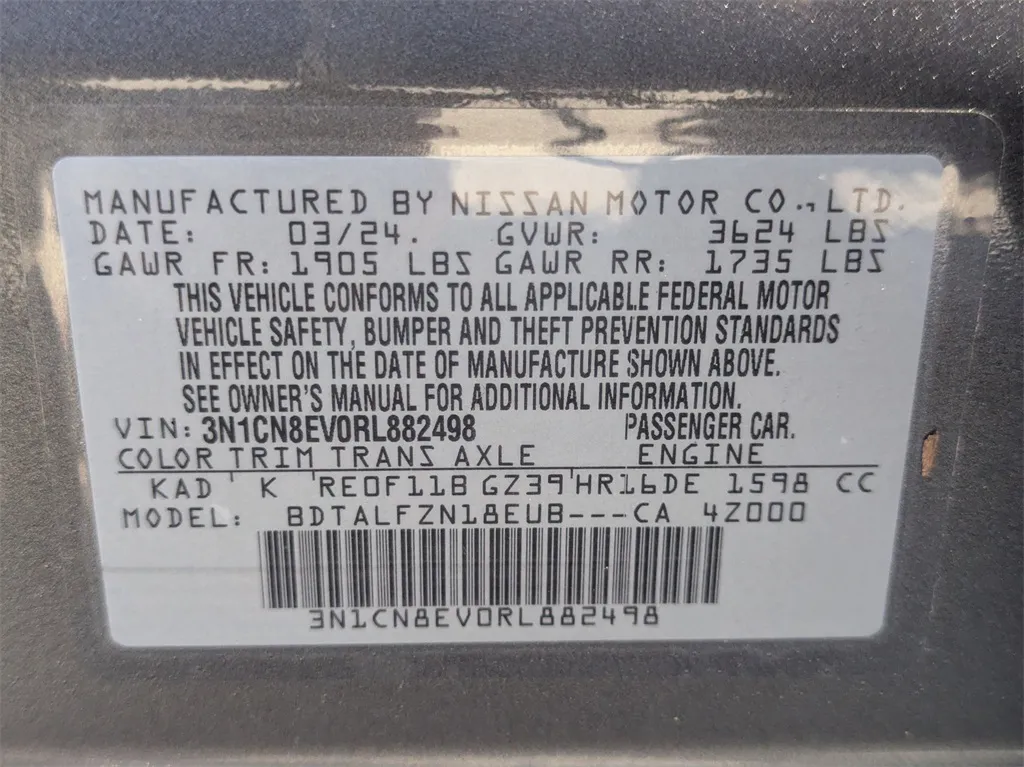 MANUFACTURED BY NISSAN MOTOR CO., LTD.
DATE: 03/24. GVWR: 3624 LBS
GAWR FR: 1905 LBS GAWR RR: 1735 LBS
THIS VEHICLE CONFORMS TO ALL APPLICABLE FEDERAL MOTOR
VEHICLE SAFETY, BUMPER AND THEFT PREVENTION STANDARDS
IN EFFECT ON THE DATE OF MANUFACTURE SHOWN ABOVE.
SEE OWNER'S MANUAL FOR ADDITIONAL INFORMATION.
VIN: 3N1CN8EV0RL882498 PASSENGER CAR.
COLOR TRIM TRANS AXLE ENGINE
KAD ' K ' RE0F11B GZ39 ' HR16DE 1598 CC
MODEL: BDTALFZN18EUB---CA 4Z000
3N1CN8EV0RL882498